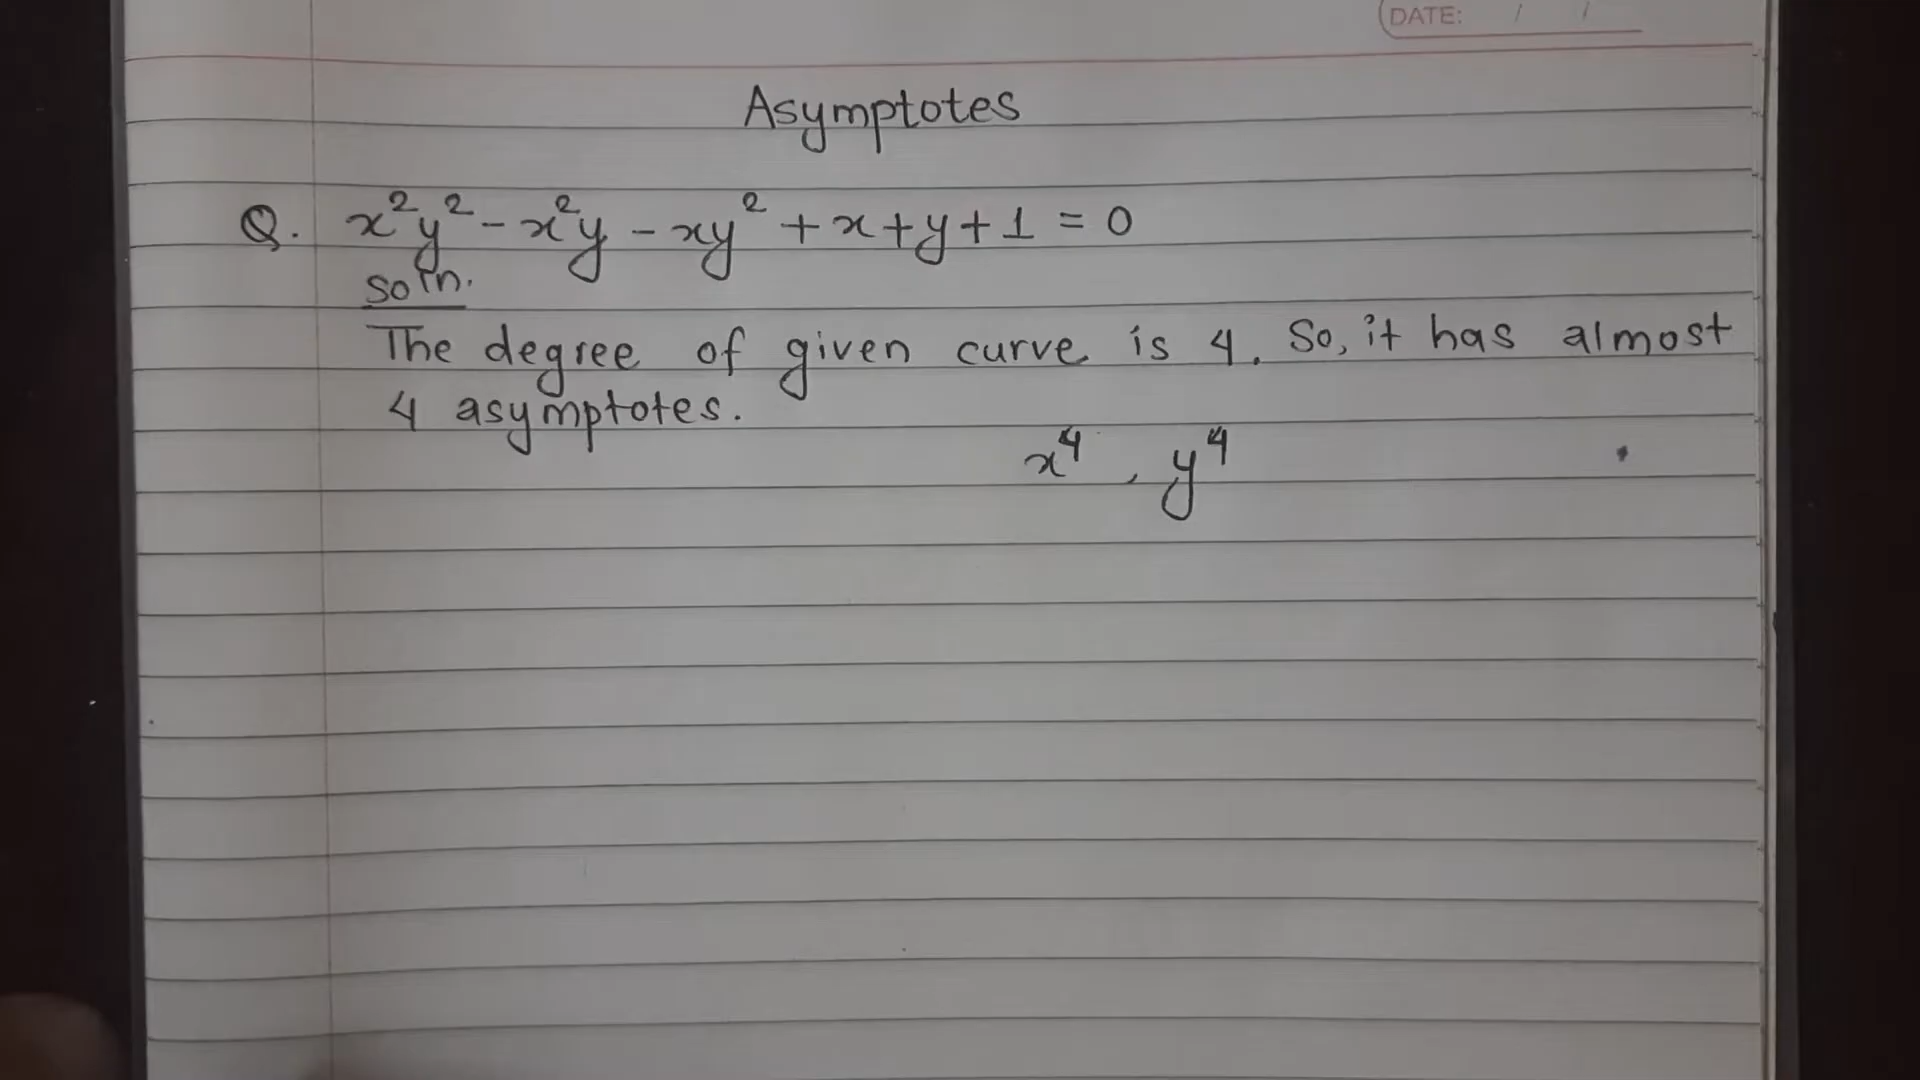 DATE: / /
Asymptotes
Q. x²y² - x²y - xy² + x + y + 1 = 0
soln.
The degree of given curve is 4. So, it has almost
4 asymptotes.
x⁴, y⁴